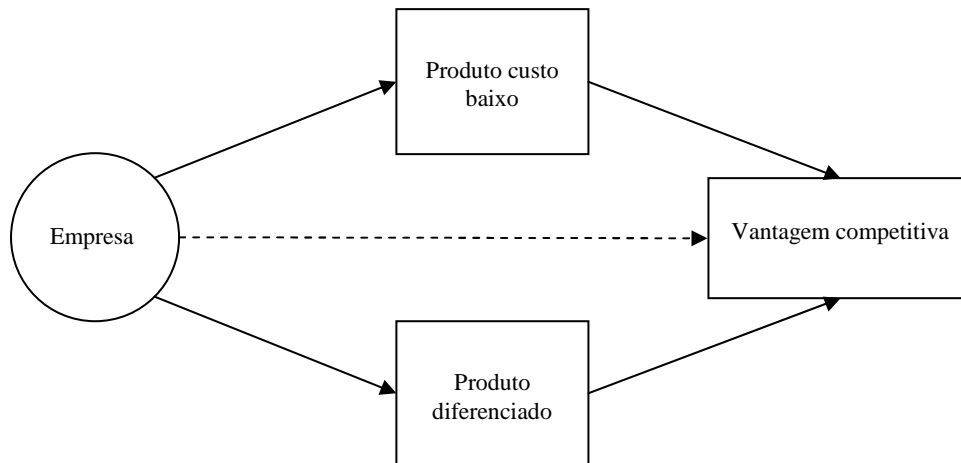 Produto custo
baixo
Empresa
Vantagem competitiva
Produto
diferenciado